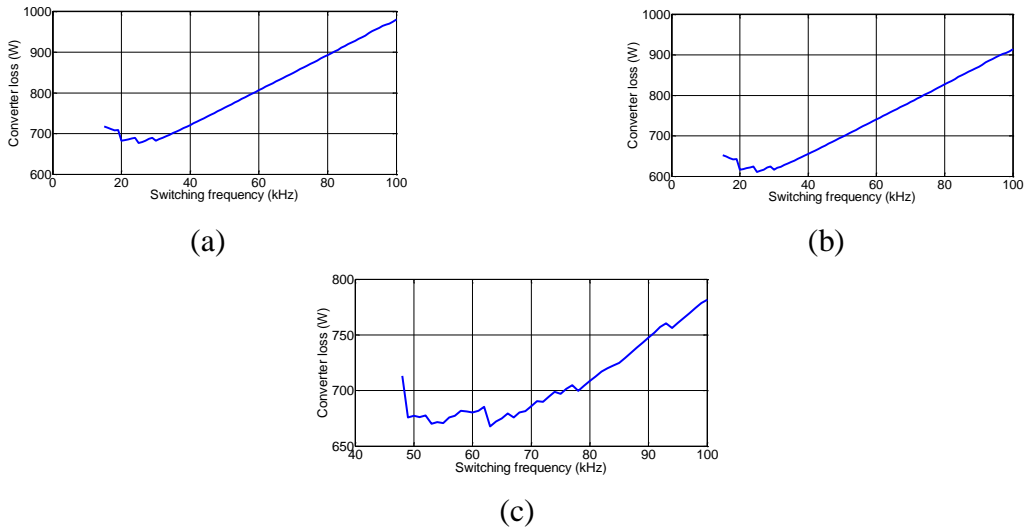 1000
900
800
700
600
0 20 40 60 80 100
Switching frequency (kHz)
Converter loss (W)
(a)
1000
900
800
700
600
0 20 40 60 80 100
Switching frequency (kHz)
Converter loss (W)
(b)
800
750
700
650
40 50 60 70 80 90 100
Switching frequency (kHz)
Converter loss (W)
(c)